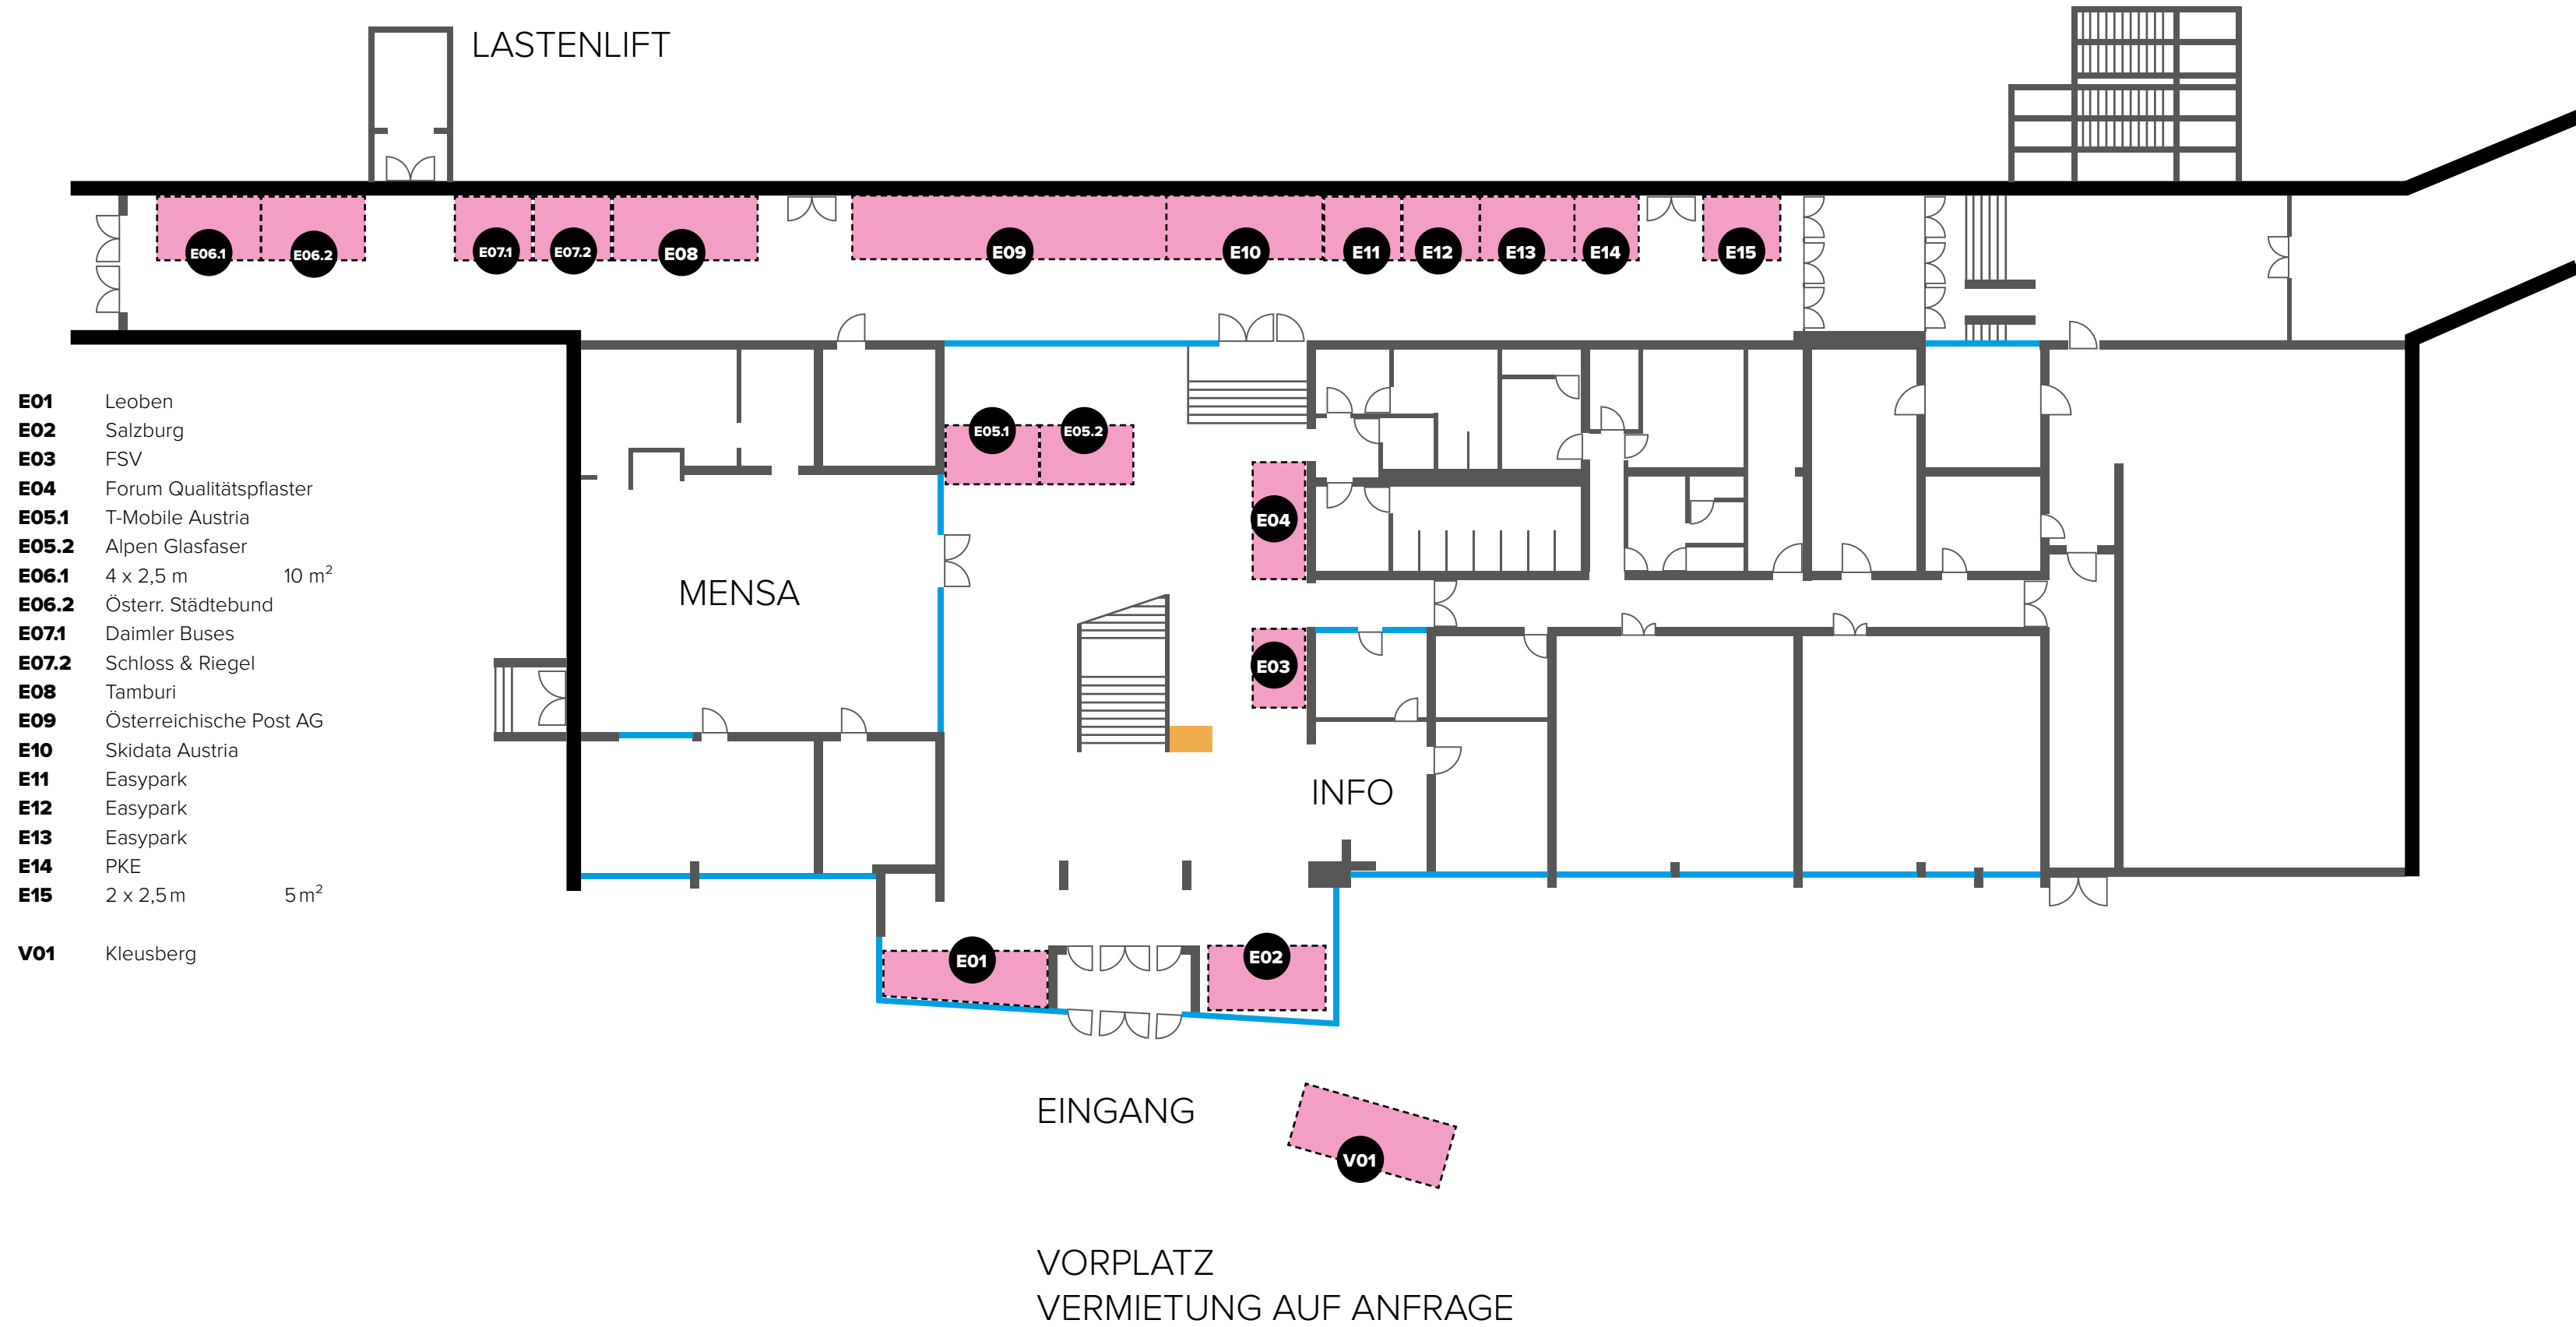 LASTENLIFT
E06.1 E06.2 E07.1 E07.2 E08 E09 E10 E11 E12 E13 E14 E15
E01 Leoben
E02 Salzburg
E03 FSV
E04 Forum Qualitätspflaster
E05.1 T-Mobile Austria
E05.2 Alpen Glasfaser
E06.1 4 x 2,5 m 10 m²
E06.2 Österr. Städtebund
E07.1 Daimler Buses
E07.2 Schloss & Riegel
E08 Tamburi
E09 Österreichische Post AG
E10 Skidata Austria
E11 Easypark
E12 Easypark
E13 Easypark
E14 PKE
E15 2 x 2,5 m 5 m²
V01 Kleusberg
E05.1 E05.2
E04
MENSA
E03
INFO
E01 E02
EINGANG
V01
VORPLATZ
VERMIETUNG AUF ANFRAGE